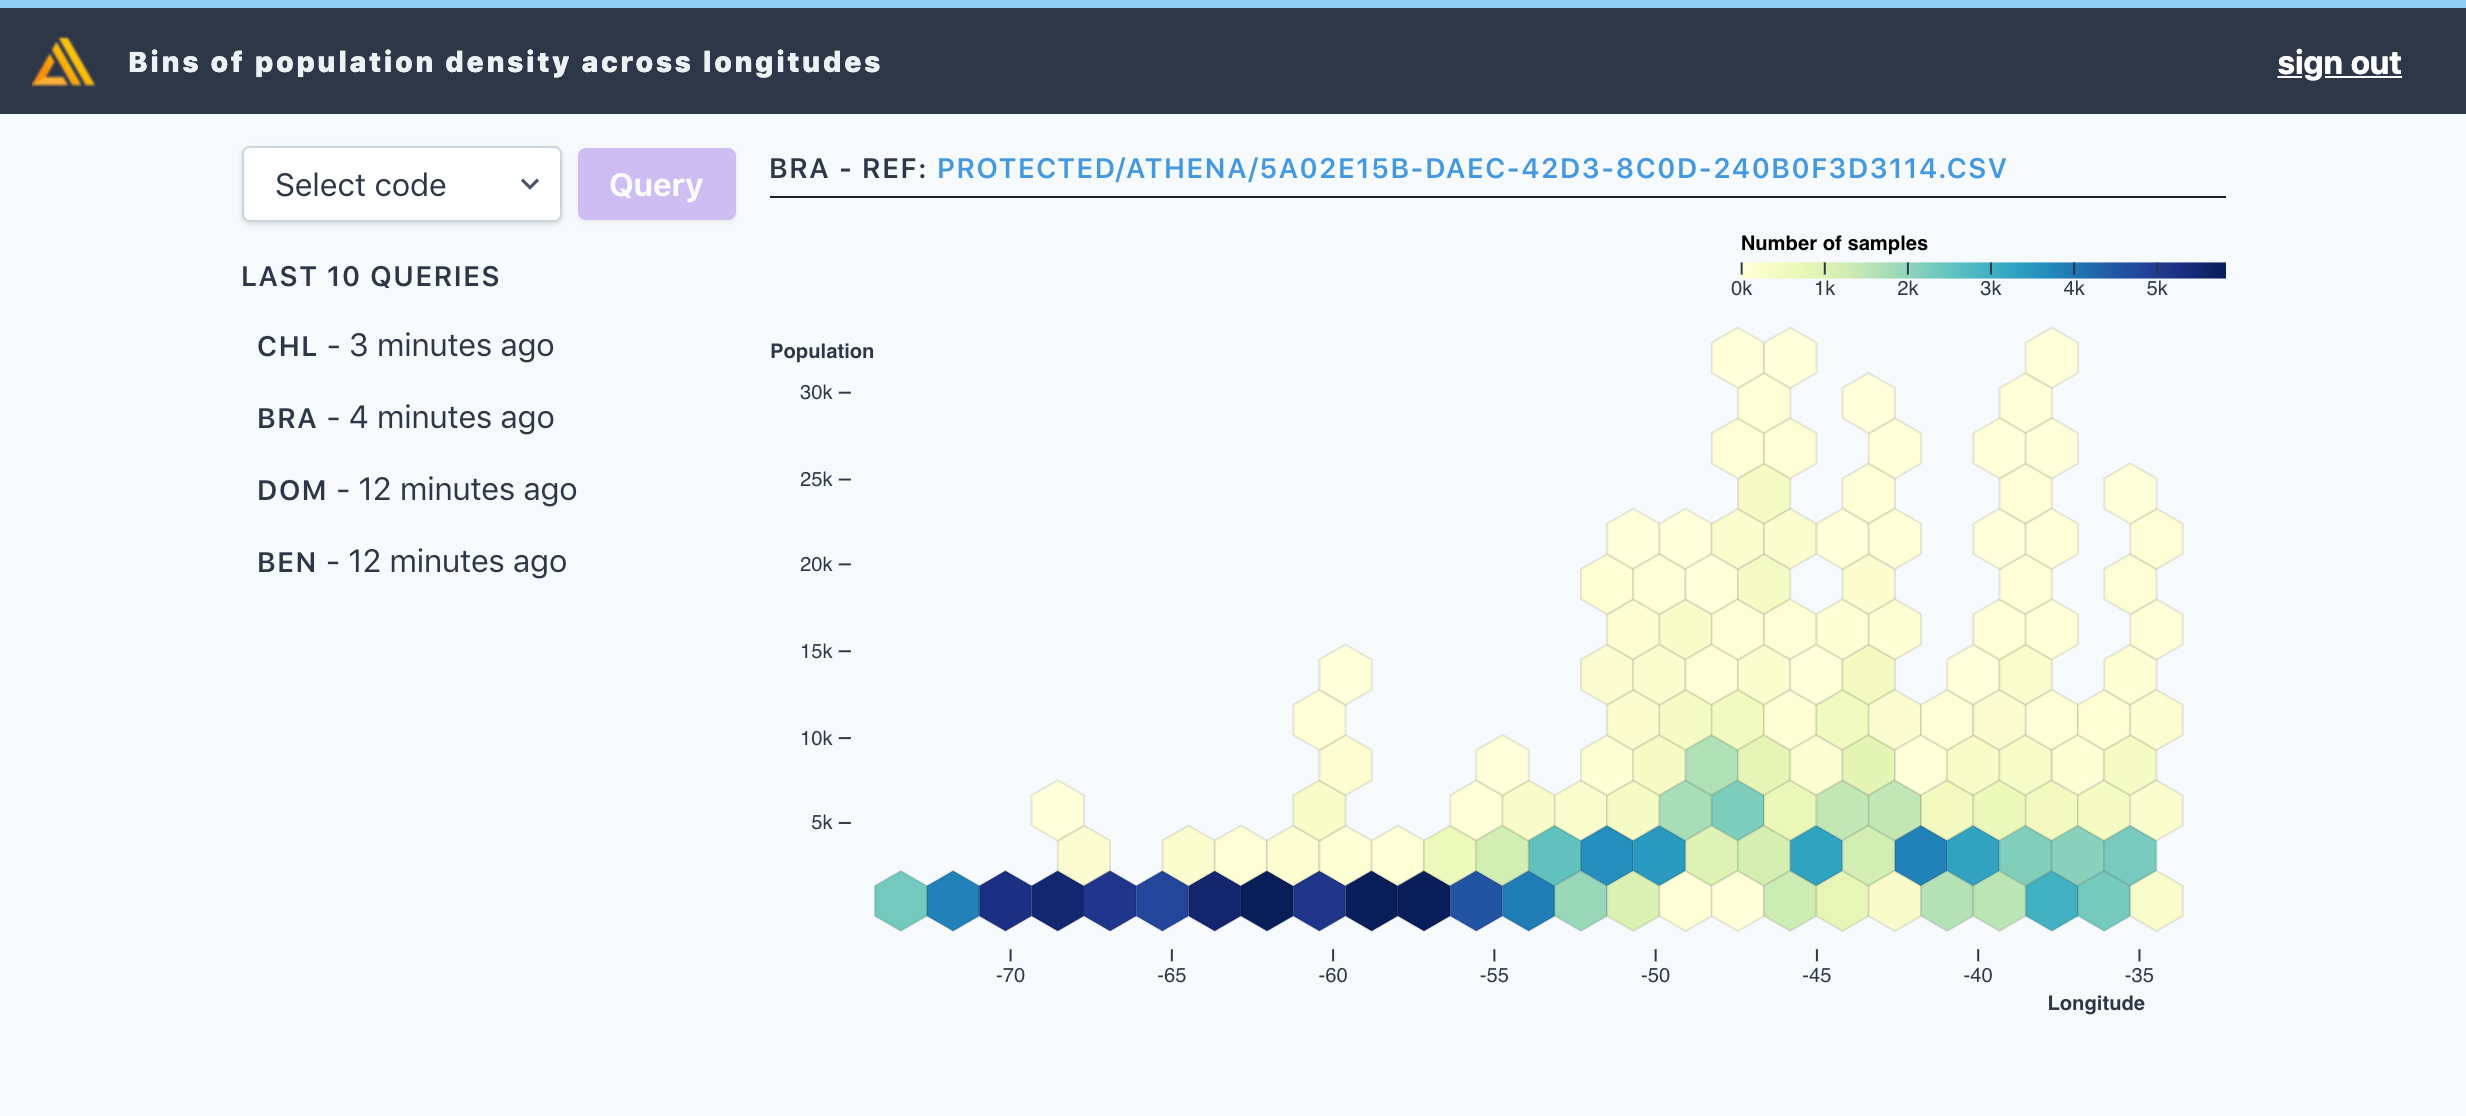 Bins of population density across longitudes
sign out
Select code
Query
BRA - REF: PROTECTED/ATHENA/5A02E15B-DAEC-42D3-8C0D-240B0F3D3114.CSV
LAST 10 QUERIES
CHL - 3 minutes ago
BRA - 4 minutes ago
DOM - 12 minutes ago
BEN - 12 minutes ago
Number of samples
0k 1k 2k 3k 4k 5k
Population
30k
25k
20k
15k
10k
5k
-70 -65 -60 -55 -50 -45 -40 -35
Longitude